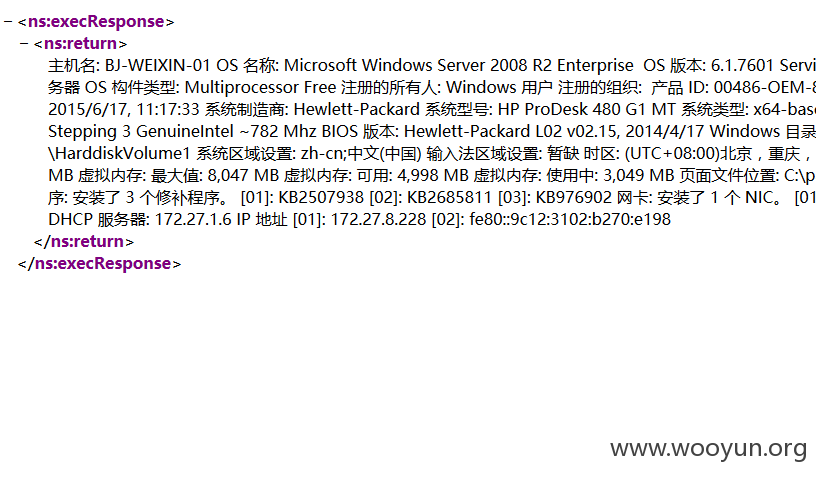 − <ns:execResponse>
− <ns:return>
主机名: BJ-WEIXIN-01 OS 名称: Microsoft Windows Server 2008 R2 Enterprise OS 版本: 6.1.7601 Servi
务器 OS 构件类型: Multiprocessor Free 注册的所有人: Windows 用户 注册的组织: 产品 ID: 00486-OEM-8
2015/6/17, 11:17:33 系统制造商: Hewlett-Packard 系统型号: HP ProDesk 480 G1 MT 系统类型: x64-base
Stepping 3 GenuineIntel ~782 Mhz BIOS 版本: Hewlett-Packard L02 v02.15, 2014/4/17 Windows 目录
\HarddiskVolume1 系统区域设置: zh-cn;中文(中国) 输入法区域设置: 暂缺 时区: (UTC+08:00)北京，重庆，
MB 虚拟内存: 最大值: 8,047 MB 虚拟内存: 可用: 4,998 MB 虚拟内存: 使用中: 3,049 MB 页面文件位置: C:\p
序: 安装了 3 个修补程序。 [01]: KB2507938 [02]: KB2685811 [03]: KB976902 网卡: 安装了 1 个 NIC。 [01
DHCP 服务器: 172.27.1.6 IP 地址 [01]: 172.27.8.228 [02]: fe80::9c12:3102:b270:e198
</ns:return>
</ns:execResponse>
www.wooyun.org